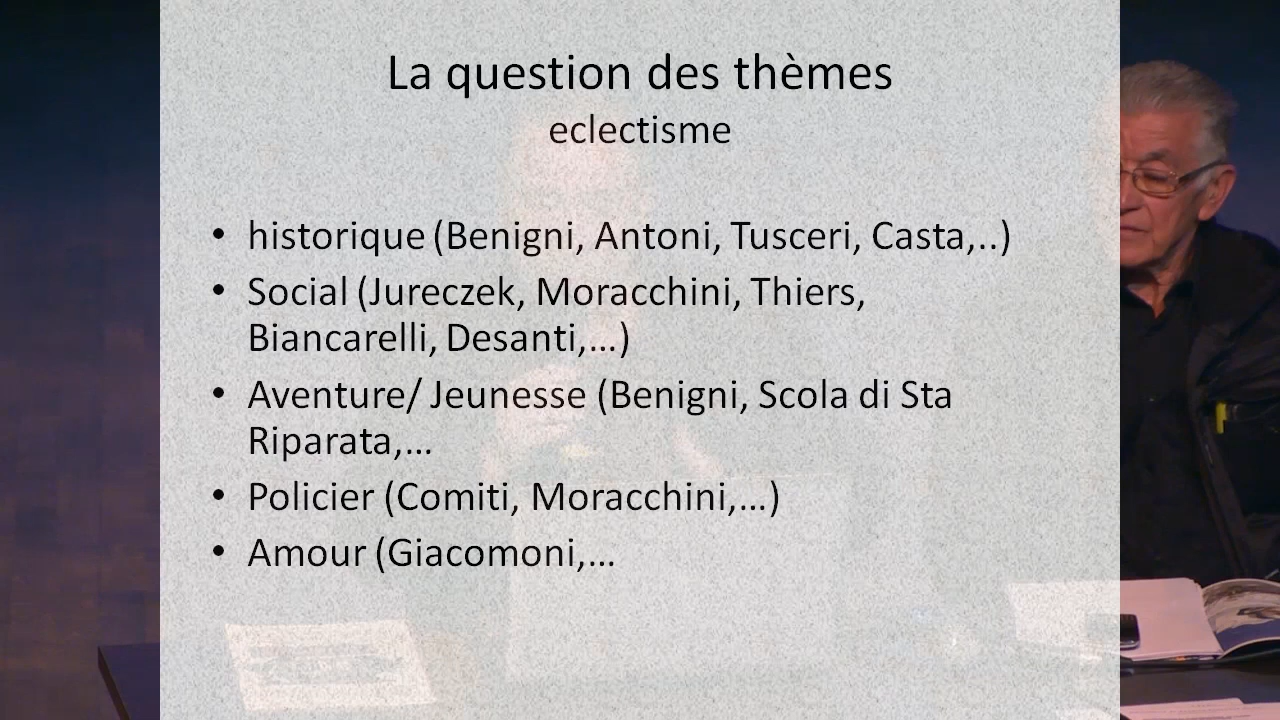 La question des thèmes
eclectisme
• historique (Benigni, Antoni, Tusceri, Casta,..)
• Social (Jureczek, Moracchini, Thiers,
Biancarelli, Desanti,...)
• Aventure/ Jeunesse (Benigni, Scola di Sta
Riparata,...
• Policier (Comiti, Moracchini,...)
• Amour (Giacomoni,...